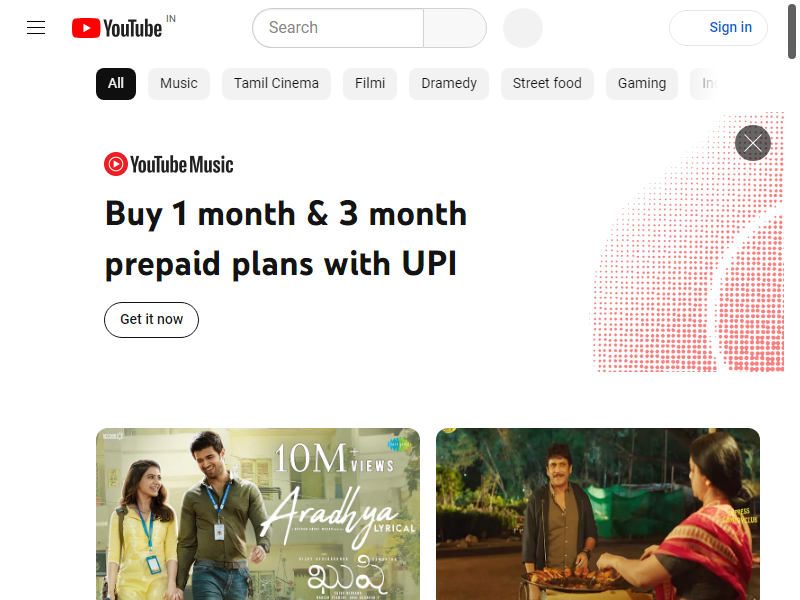 YouTube IN
Search
Sign in
All Music Tamil Cinema Filmi Dramedy Street food Gaming
YouTube Music
Buy 1 month & 3 month
prepaid plans with UPI
Get it now
10M+ VIEWS
Aradhya
LYRICAL
ఖుషి